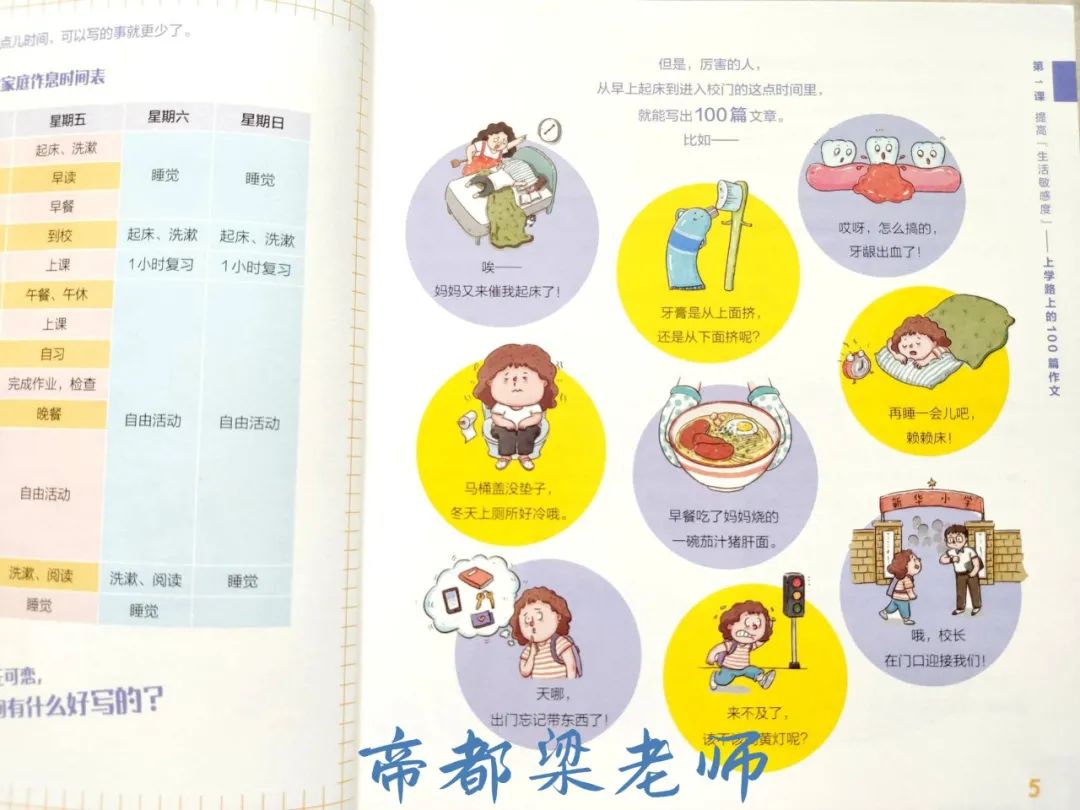 点儿时间、可以写的事就更少了。
家庭作息时间表
星期五 星期六 星期日
起床、洗漱
早读 睡觉 睡觉
早餐
到校 起床、洗漱 起床、洗漱
上课 1小时复习 1小时复习
午餐、午休
上课
自习
完成作业，检查
晚餐 自由活动 自由活动
自由活动
洗漱、阅读 洗漱、阅读 睡觉
睡觉 睡觉
可恋，
有什么好写的？
但是，厉害的人，
从早上起床到进入校门的这点时间里，
就能写出100篇文章。
比如——
唉——
妈妈又来催我起床了！
牙膏是从上面挤，
还是从下面挤呢？
哎呀，怎么搞的，
牙龈出血了！
马桶盖没垫子，
冬天上厕所好冷哦。
早餐吃了妈妈烧的
一碗茄汁猪肝面。
再睡一会儿吧，
赖赖床！
天哪，
出门忘记带东西了！
来不及了，
该不该 黄灯呢？
新华小学
哦，校长
在门口迎接我们！
第1课 提高「生活敏感度」——上学路上的100篇作文
5
帝都梁老师